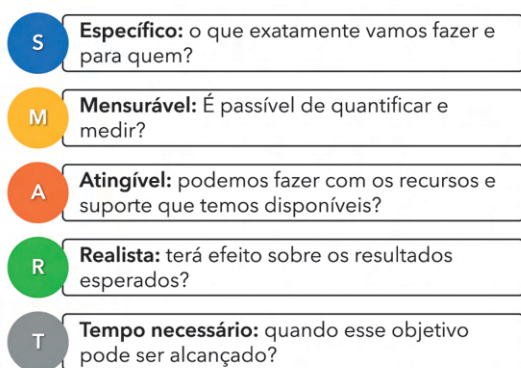 S
Específico: o que exatamente vamos fazer e
para quem?
M
Mensurável: É passível de quantificar e
medir?
A
Atingível: podemos fazer com os recursos e
suporte que temos disponíveis?
R
Realista: terá efeito sobre os resultados
esperados?
T
Tempo necessário: quando esse objetivo
pode ser alcançado?